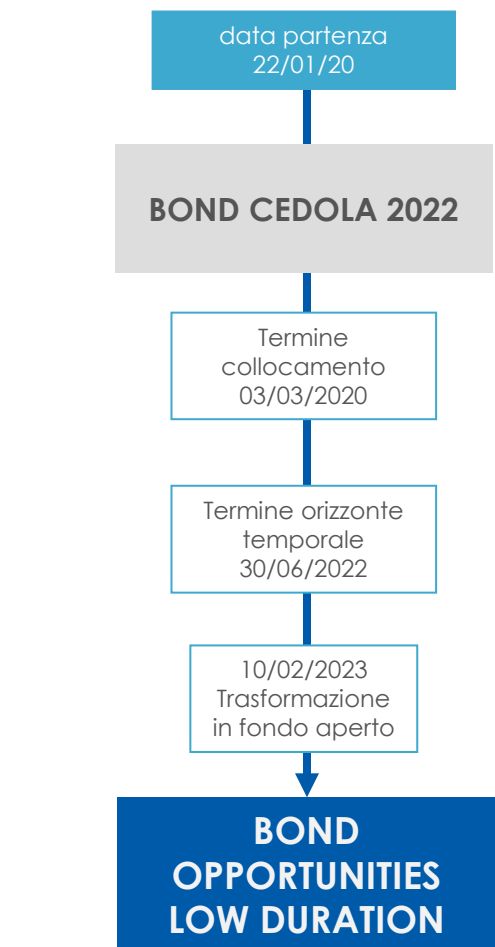 data partenza
22/01/20
BOND CEDOLA 2022
Termine
collocamento
03/03/2020
Termine orizzonte
temporale
30/06/2022
10/02/2023
Trasformazione
in fondo aperto
BOND
OPPORTUNITIES
LOW DURATION